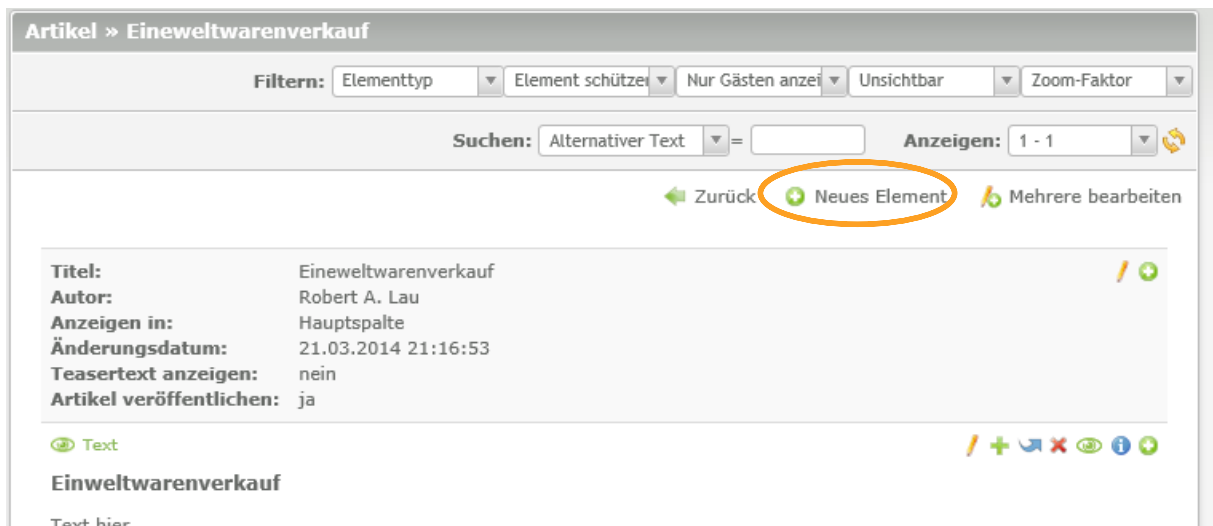 Artikel » Eineweltwarenverkauf
Filtern: Elementtyp Element schützen Nur Gästen anzei Unsichtbar Zoom-Faktor
Suchen: Alternativer Text = Anzeigen: 1 - 1
Zurück Neues Element Mehrere bearbeiten
Titel: Eineweltwarenverkauf
Autor: Robert A. Lau
Anzeigen in: Hauptspalte
Änderungsdatum: 21.03.2014 21:16:53
Teasertext anzeigen: nein
Artikel veröffentlichen: ja
Text
Einweltwarenverkauf
Text hier